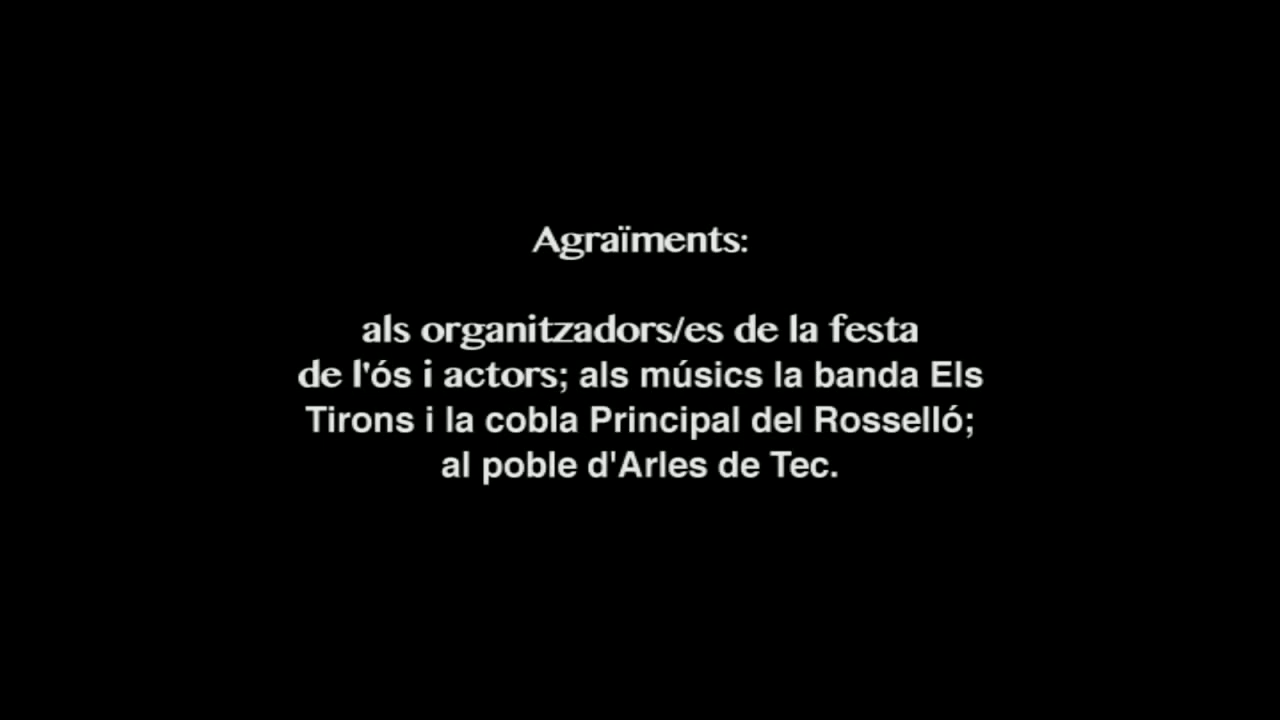 Agraïments:
als organitzadors/es de la festa
de l'ós i actors; als músics la banda Els
Tirons i la cobla Principal del Rosselló;
al poble d'Arles de Tec.